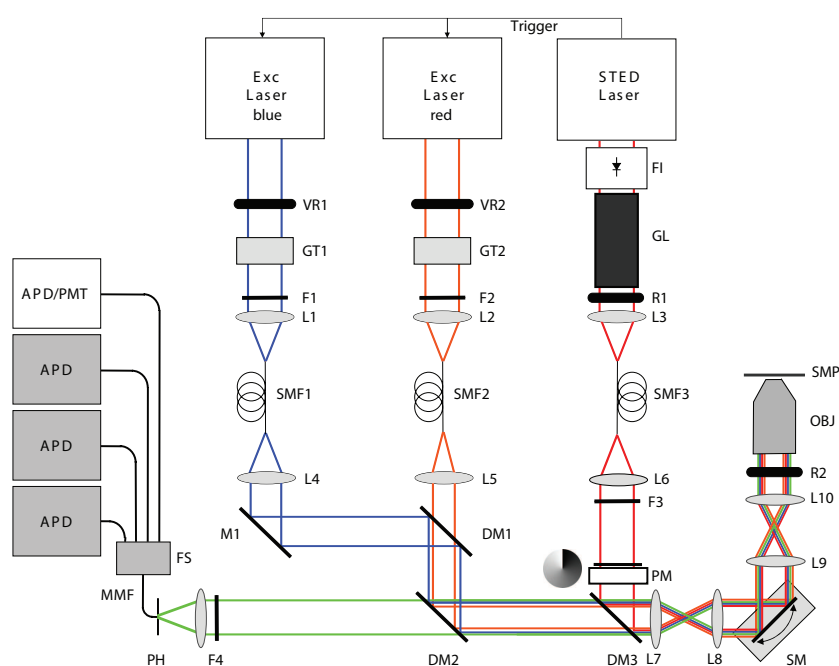 Trigger
Exc
Laser
blue
Exc
Laser
red
STED
Laser
FI
VR1
VR2
GL
GT1
GT2
APD/PMT
F1
F2
R1
L1
L2
L3
APD
SMP
SMF1
SMF2
SMF3
OBJ
APD
R2
L4
L5
L6
L10
F3
APD
M1
DM1
FS
L9
PM
MMF
PH
F4
DM2
DM3
L7
L8
SM